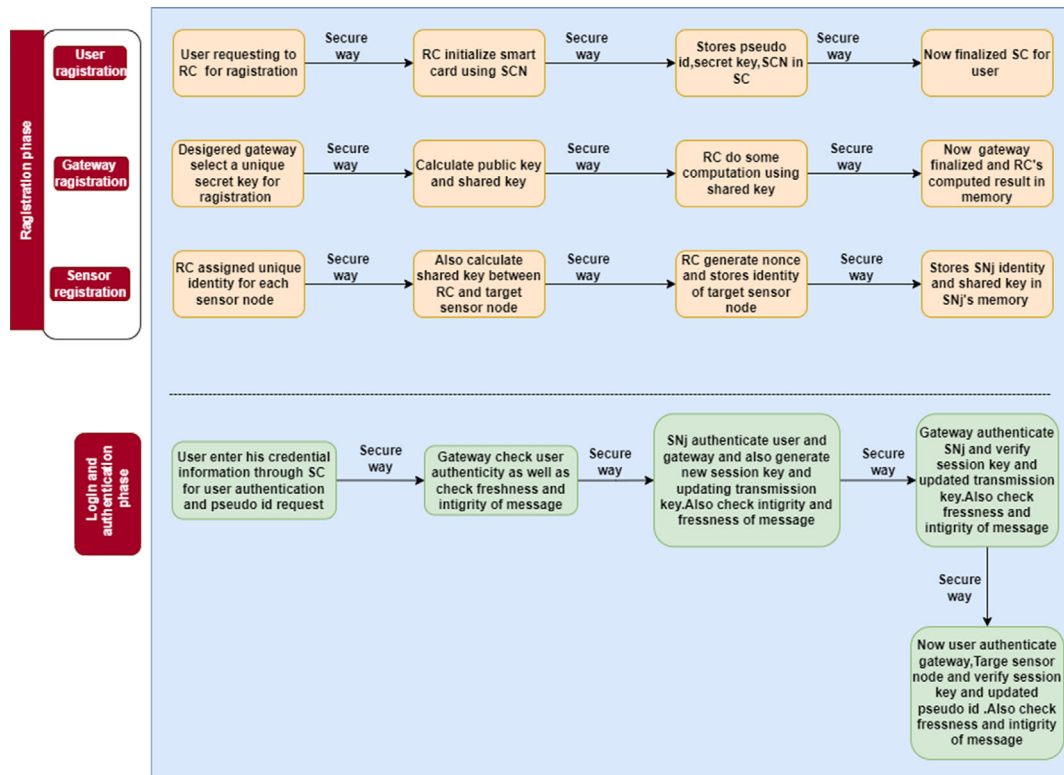 Ragistration phase
User
ragistration
User requesting to
RC for ragistration
Secure
way
RC initialize smart
card using SCN
Secure
way
Stores pseudo
id,secret key,SCN in
SC
Secure
way
Now finalized SC for
user
Gateway
ragistration
Desigered gateway
select a unique
secret key for
ragistration
Secure
way
Calculate public
key and shared key
Secure
way
RC do some
computation using
shared key
Secure
way
Now gateway
finalized and RC's
computed result in
memory
Sensor
registration
RC assigned unique
identity for each
sensor node
Secure
way
Also calculate
shared key between
RC and target
sensor node
Secure
way
RC generate nonce
and stores identity
of target sensor
node
Secure
way
Stores SNj identity
and shared key in
SNj's memory
Login and
authentication
phase
User enter his credential
information through SC
for user authentication
and pseudo id request
Secure
way
Gateway check user
authenticity as well as
check freshness and
intigrity of message
Secure
way
SNj authenticate user and
gateway and also generate
new session key and
updating transmission
key.Also check intigrity and
fressness of message
Secure
way
Gateway authenticate
SNj and verify
session key and
updated transmission
key.Also check
fressness and
intigrity of message
Secure
way
Now user authenticate
gateway,Targe sensor
node and verify session
key and updated
pseudo id .Also check
fressness and intigrity
of message